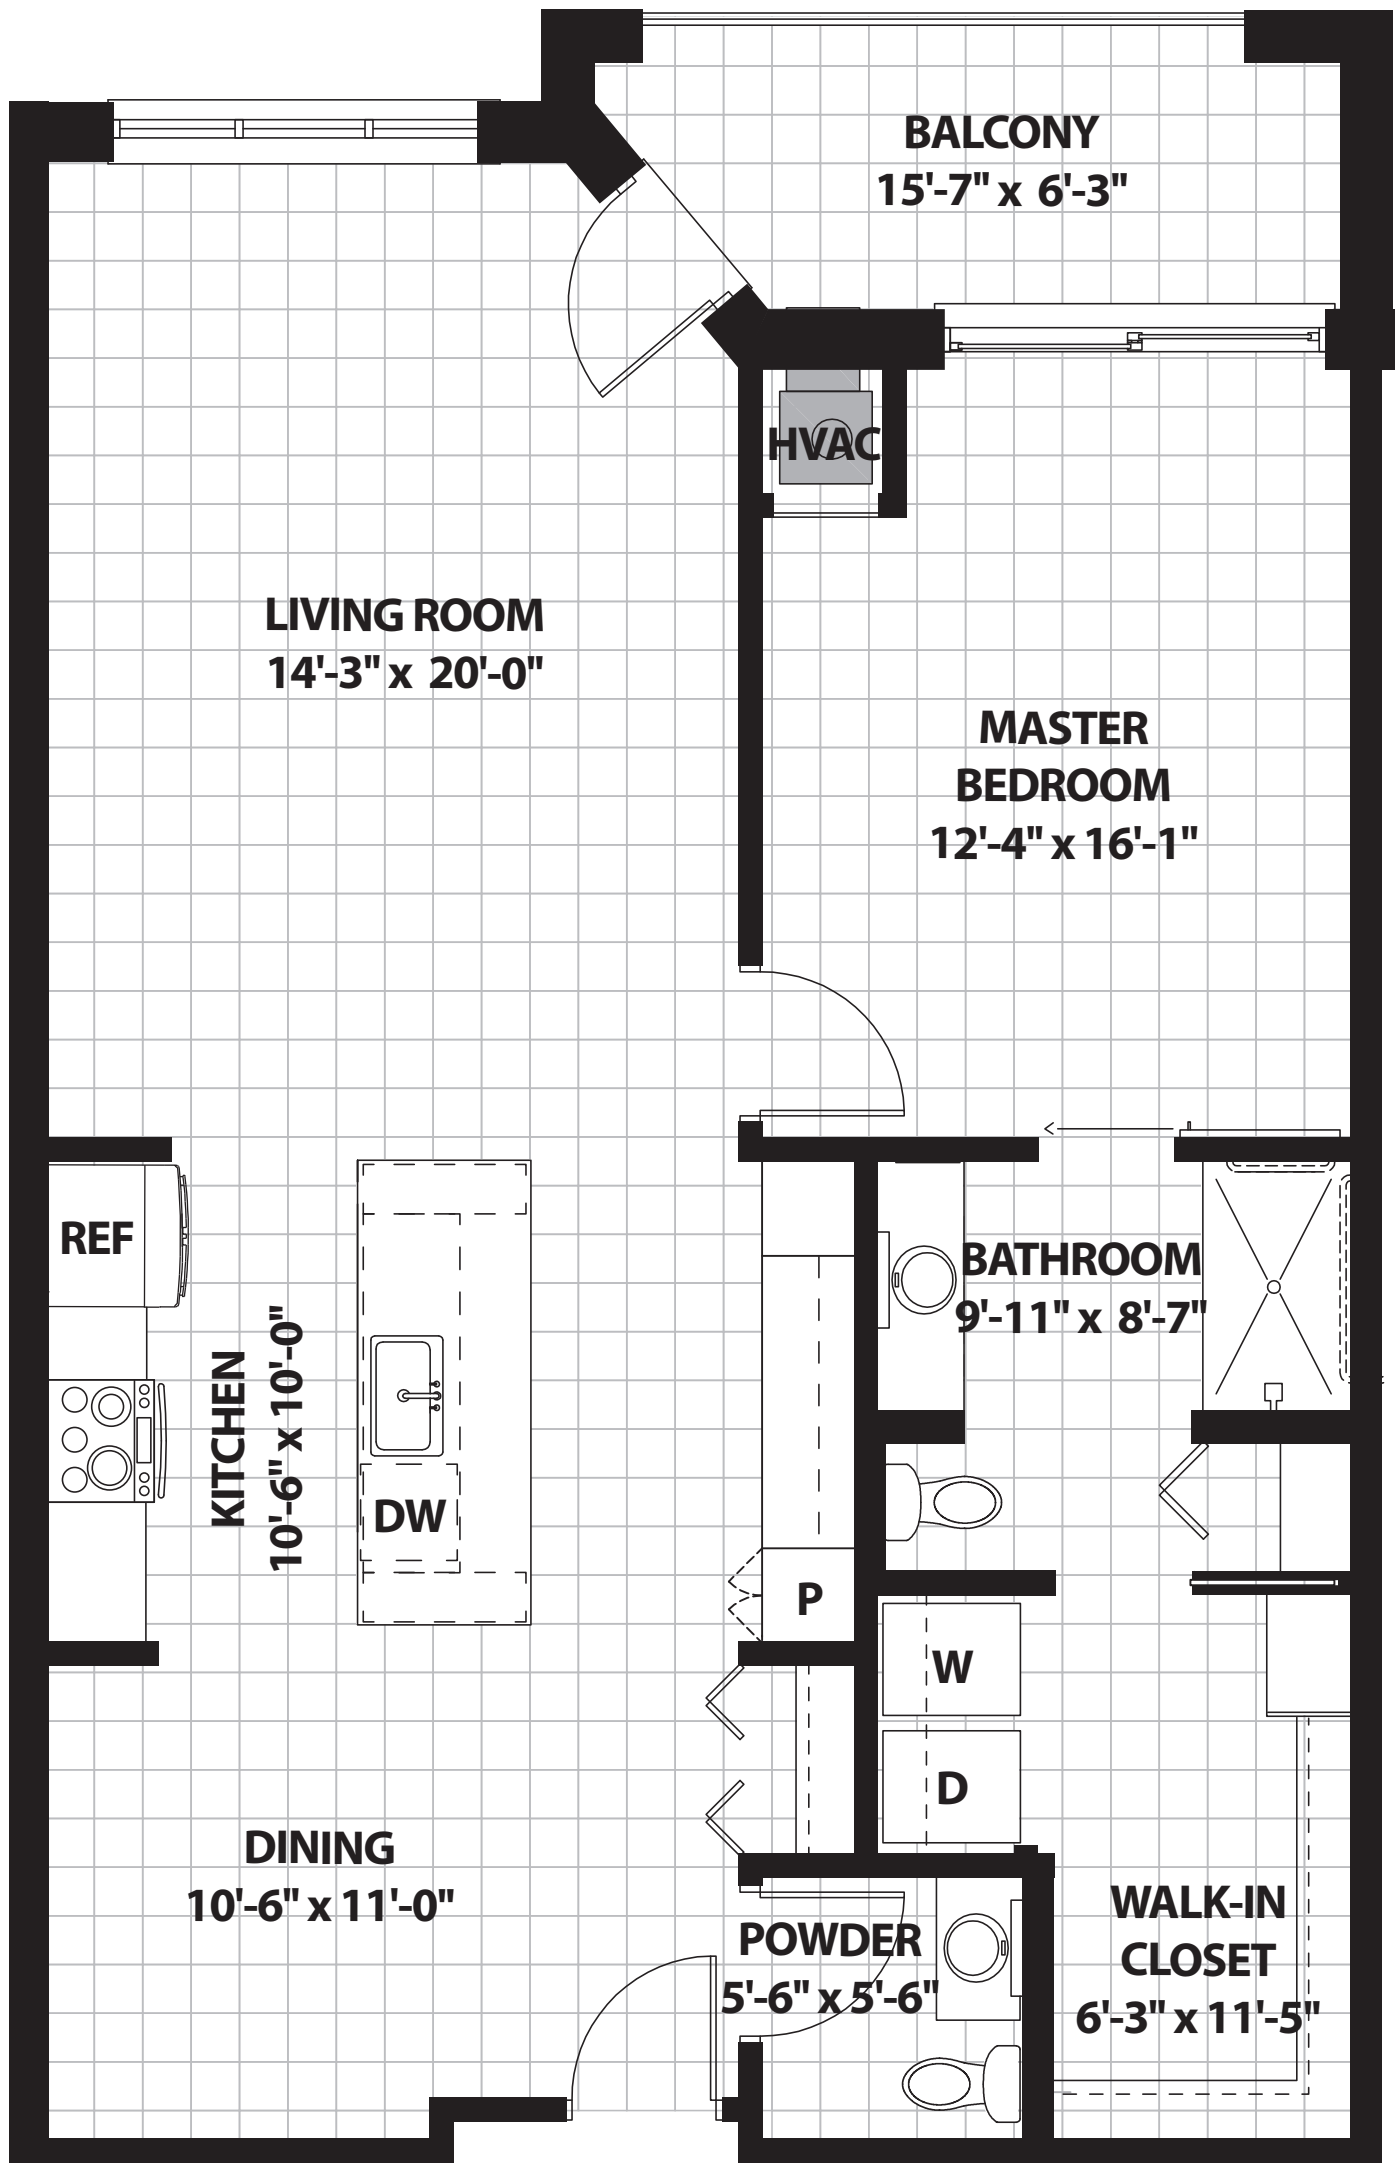 BALCONY
15'-7" x 6'-3"
HVAC
LIVING ROOM
14'-3" x 20'-0"
MASTER
BEDROOM
12'-4" x 16'-1"
REF
KITCHEN
10'-6" x 10'-0"
DW
BATHROOM
9'-11" x 8'-7"
P
W
D
DINING
10'-6" x 11'-0"
POWDER
5'-6" x 5'-6"
WALK-IN
CLOSET
6'-3" x 11'-5"